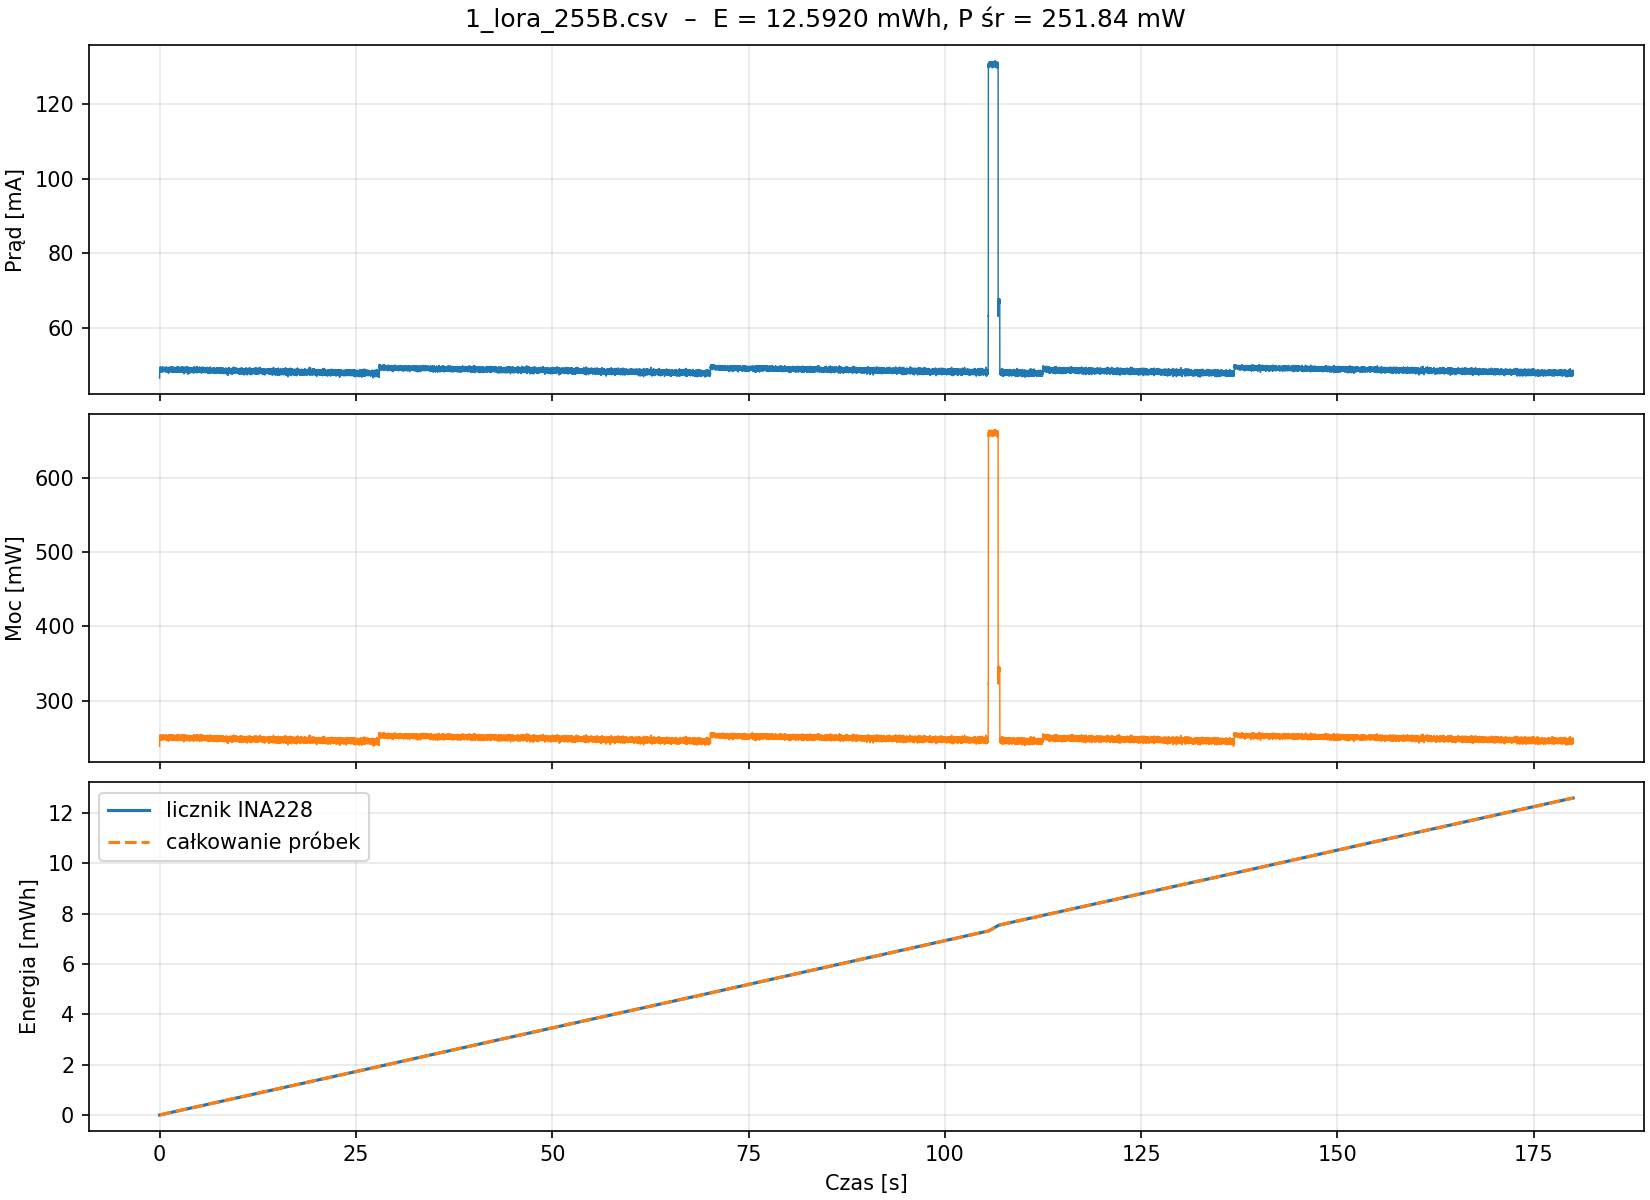 1_lora_255B.csv  –  E = 12.5920 mWh, P śr = 251.84 mW
120
100
80
60
Prąd [mA]
600
500
400
300
Moc [mW]
licznik INA228
całkowanie próbek
12
10
8
6
4
2
0
Energia [mWh]
0 25 50 75 100 125 150 175
Czas [s]